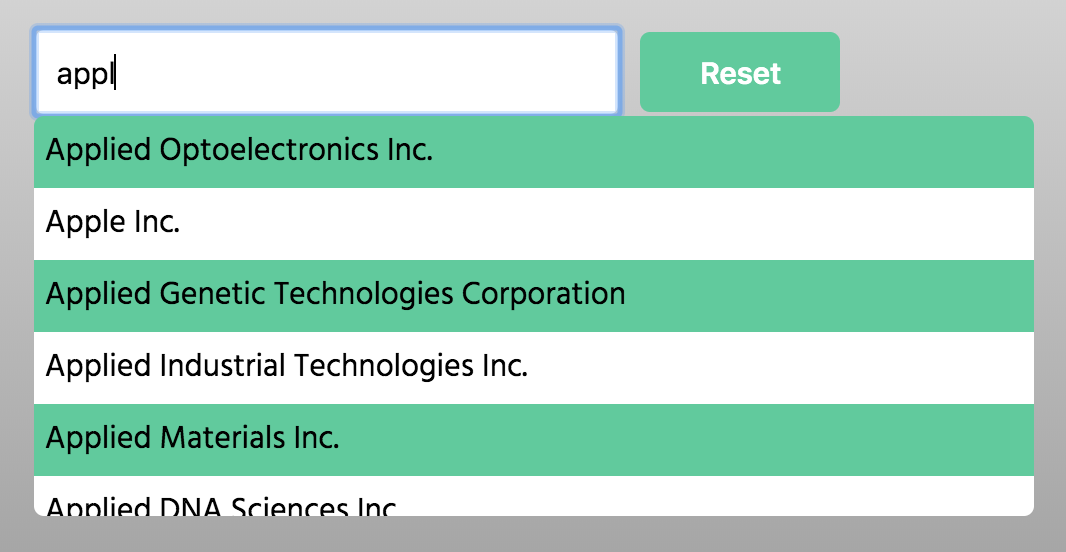 appl
Reset
Applied Optoelectronics Inc.
Apple Inc.
Applied Genetic Technologies Corporation
Applied Industrial Technologies Inc.
Applied Materials Inc.
Applied DNA Sciences Inc